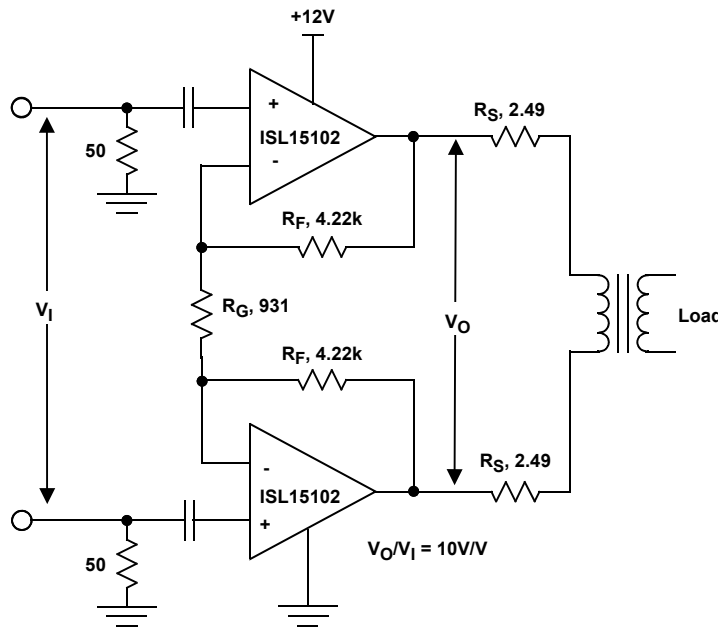 +12V
+
ISL15102
-
50
RS, 2.49
RF, 4.22k
VI
RG, 931
VO
Load
RF, 4.22k
-
ISL15102
+
RS, 2.49
50
VO/VI = 10V/V